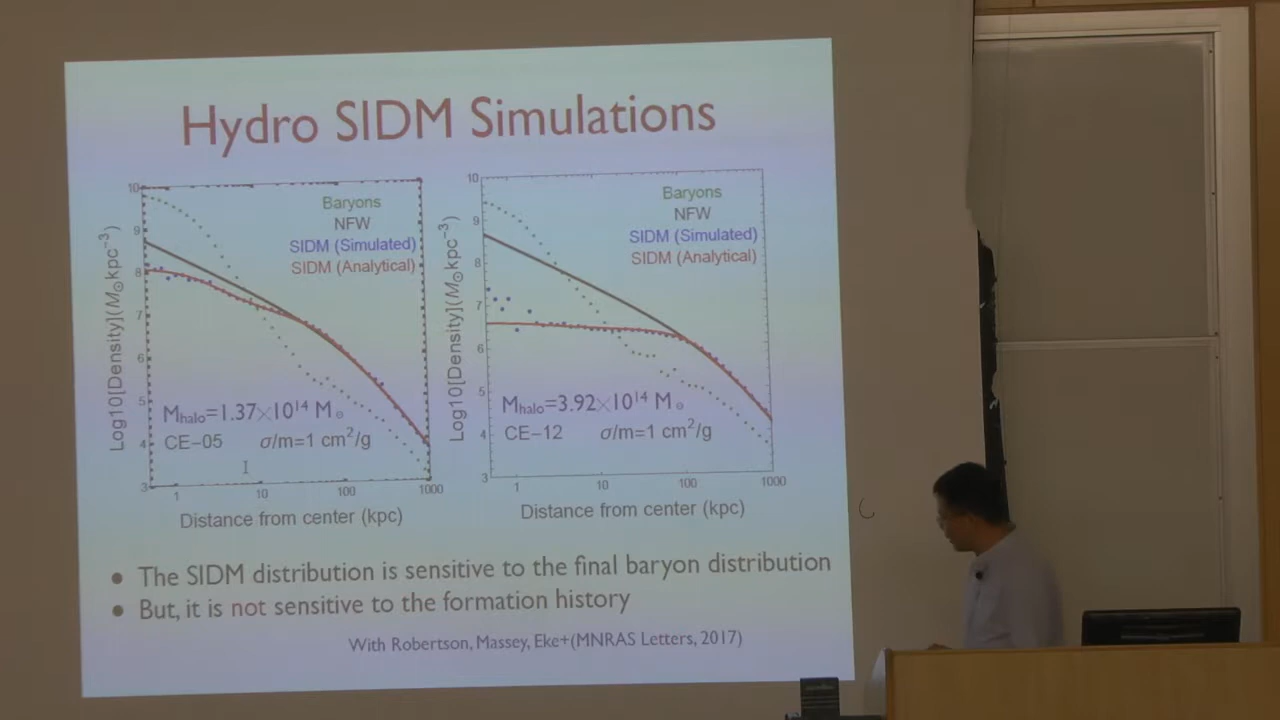 Hydro SIDM Simulations
10
9
8
7
6
5
4
3
Log10[Density](M⊙kpc⁻³)
Baryons
NFW
SIDM (Simulated)
SIDM (Analytical)
Mhalo=1.37×10¹⁴ M⊙
CE-05 σ/m=1 cm²/g
1 10 100 1000
Distance from center (kpc)
10
9
8
7
6
5
4
3
Log10[Density](M⊙kpc⁻³)
Baryons
NFW
SIDM (Simulated)
SIDM (Analytical)
Mhalo=3.92×10¹⁴ M⊙
CE-12 σ/m=1 cm²/g
1 10 100 1000
Distance from center (kpc)
• The SIDM distribution is sensitive to the final baryon distribution
• But, it is not sensitive to the formation history
With Robertson, Massey, Eke+(MNRAS Letters, 2017)